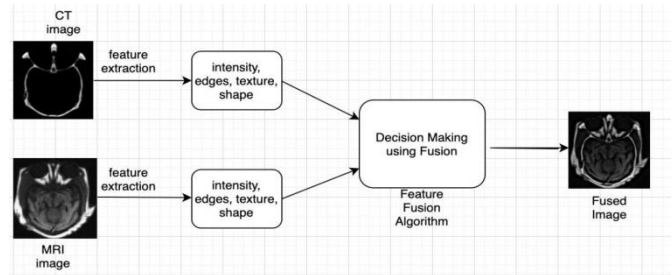 CT
image
feature
extraction
intensity,
edges, texture,
shape
Decision Making
using Fusion
Feature
Fusion
Algorithm
Fused
Image
feature
extraction
intensity,
edges, texture,
shape
MRI
image